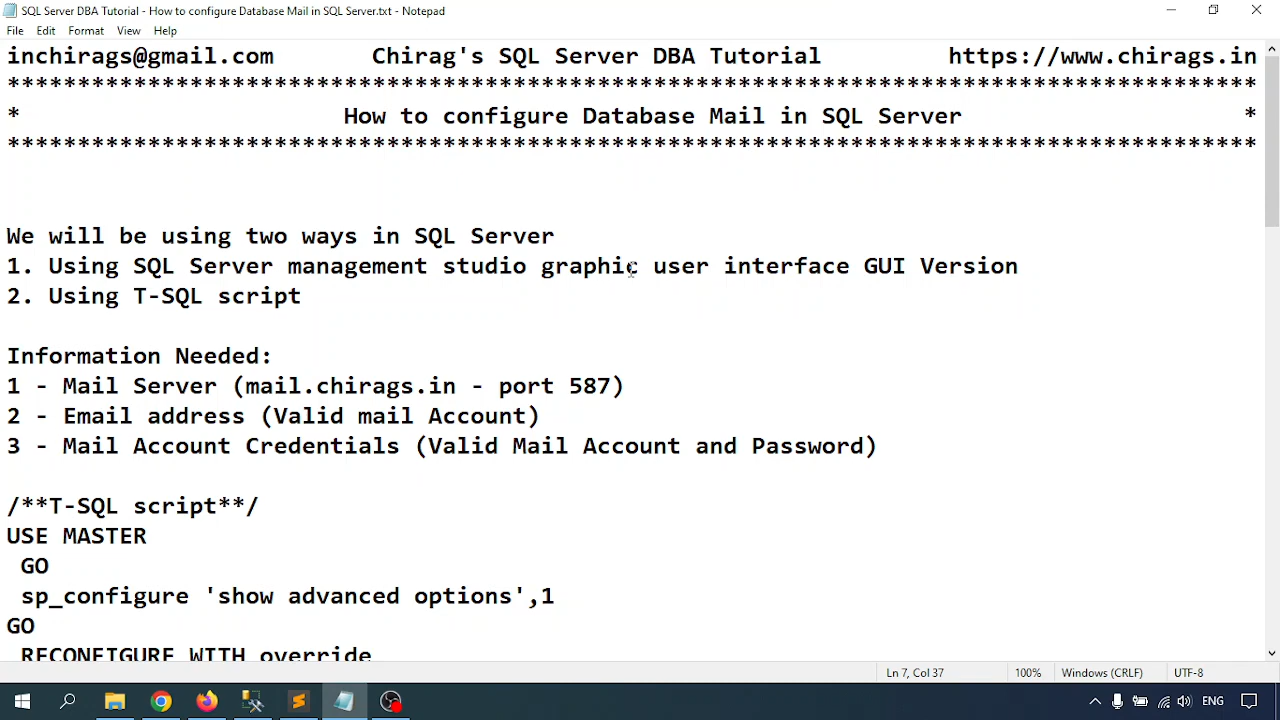 SQL Server DBA Tutorial - How to configure Database Mail in SQL Server.txt - Notepad
File Edit Format View Help
inchirags@gmail.com Chirag's SQL Server DBA Tutorial https://www.chirags.in
*****************************************************************************************
* How to configure Database Mail in SQL Server *
*****************************************************************************************
We will be using two ways in SQL Server
1. Using SQL Server management studio graphic user interface GUI Version
2. Using T-SQL script
Information Needed:
1 - Mail Server (mail.chirags.in - port 587)
2 - Email address (Valid mail Account)
3 - Mail Account Credentials (Valid Mail Account and Password)
/**T-SQL script**/
USE MASTER
GO
sp_configure 'show advanced options',1
GO
RECONFIGURE WITH override
Ln 7, Col 37 100% Windows (CRLF) UTF-8
ENG